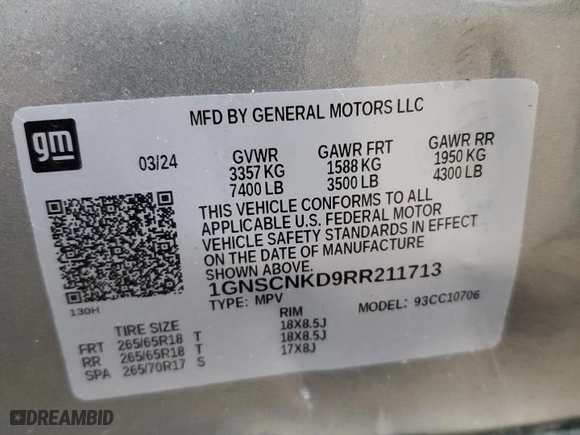 MFD BY GENERAL MOTORS LLC
gm
03/24
GVWR GAWR FRT GAWR RR
3357 KG 1588 KG 1950 KG
7400 LB 3500 LB 4300 LB
THIS VEHICLE CONFORMS TO ALL
APPLICABLE U.S. FEDERAL MOTOR
VEHICLE SAFETY STANDARDS IN EFFECT
ON THE DATE OF MANUFACTURE
SHOWN ABOVE.
1GNSCNKD9RR211713
130H
TYPE: MPV MODEL: 93CC10706
TIRE SIZE RIM
FRT 265/65R18 T 18X8.5J
RR 265/65R18 T 18X8.5J
SPA 265/70R17 S 17X8J
DREAMBID